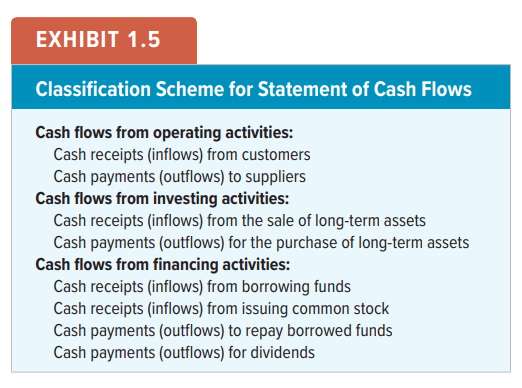 EXHIBIT 1.5
Classification Scheme for Statement of Cash Flows
Cash flows from operating activities:
Cash receipts (inflows) from customers
Cash payments (outflows) to suppliers
Cash flows from investing activities:
Cash receipts (inflows) from the sale of long-term assets
Cash payments (outflows) for the purchase of long-term assets
Cash flows from financing activities:
Cash receipts (inflows) from borrowing funds
Cash receipts (inflows) from issuing common stock
Cash payments (outflows) to repay borrowed funds
Cash payments (outflows) for dividends